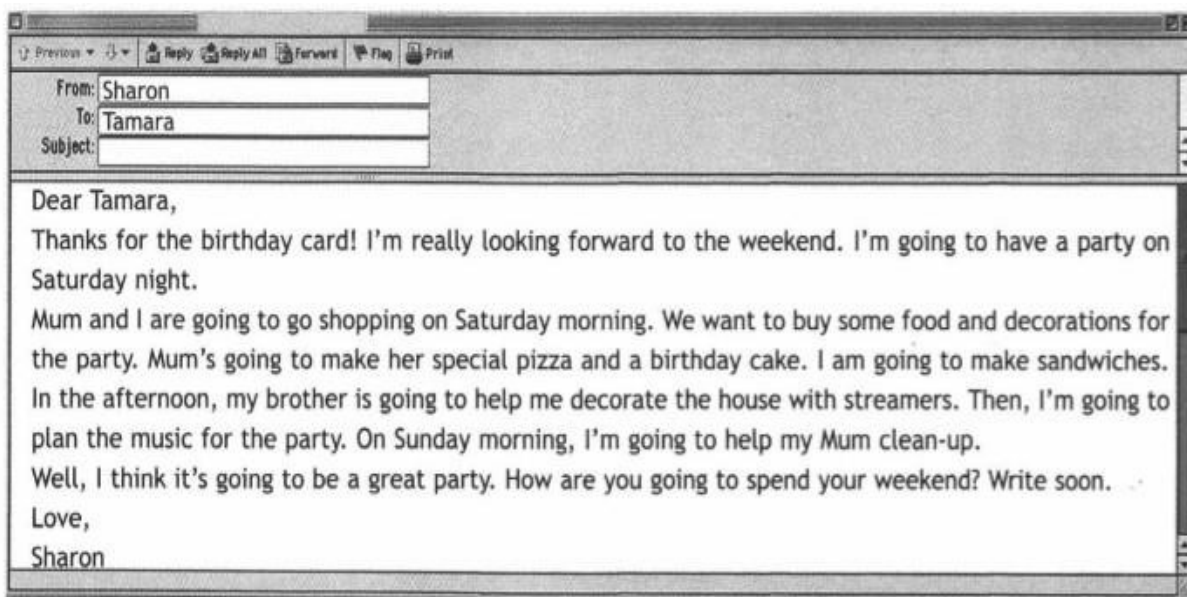 Previous Reply Reply All Forward Flag Print
From: Sharon
To: Tamara
Subject:
Dear Tamara,
Thanks for the birthday card! I'm really looking forward to the weekend. I'm going to have a party on
Saturday night.
Mum and I are going to go shopping on Saturday morning. We want to buy some food and decorations for
the party. Mum's going to make her special pizza and a birthday cake. I am going to make sandwiches.
In the afternoon, my brother is going to help me decorate the house with streamers. Then, I'm going to
plan the music for the party. On Sunday morning, I'm going to help my Mum clean-up.
Well, I think it's going to be a great party. How are you going to spend your weekend? Write soon.
Love,
Sharon